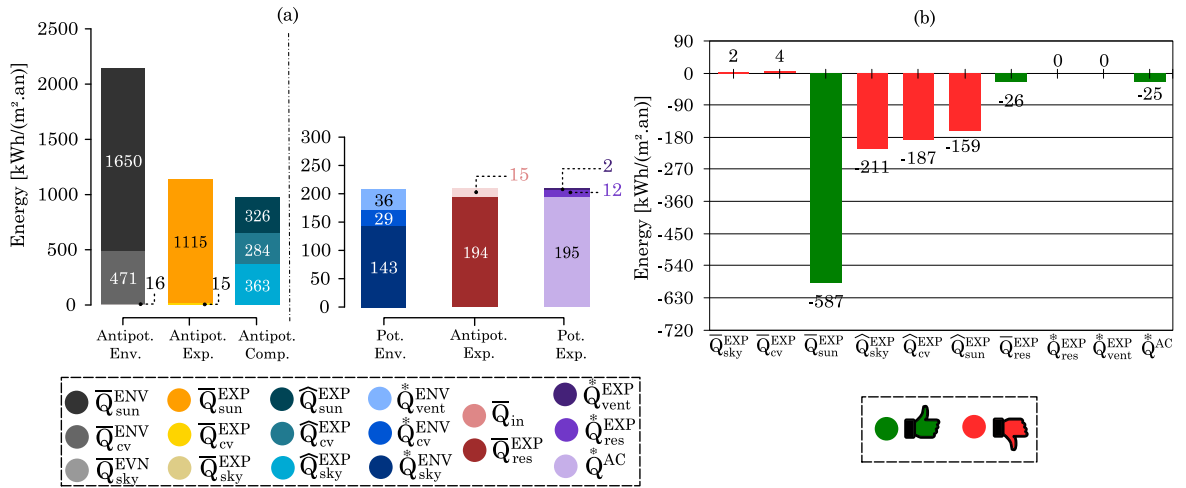 (a)
Energy [kWh/(m².an)]
2500
2000
1500
1000
500
0
1650
471
16
1115
15
326
284
363
Antipot. Env.
Antipot. Exp.
Antipot. Comp.
300
250
200
150
100
50
0
36
29
143
15
194
2
12
195
Pot. Env.
Antipot. Exp.
Pot. Exp.
Q̅ ENV sun
Q̅ ENV cv
Q̅ EVN sky
Q̅ EXP sun
Q̅ EXP cv
Q̅ EXP sky
Q̂ EXP sun
Q̂ EXP cv
Q̂ EXP sky
Q* ENV vent
Q* ENV cv
Q* ENV sky
Q̅ in
Q̅ EXP res
Q* EXP vent
Q* EXP res
Q* AC
(b)
Energy [kWh/(m².an)]
90
0
-90
-180
-270
-360
-450
-540
-630
-720
2
4
-587
-211
-187
-159
-26
0
0
-25
Q̅ EXP sky
Q̅ EXP cv
Q̅ EXP sun
Q̂ EXP sky
Q̂ EXP cv
Q̂ EXP sun
Q̅ EXP res
Q* EXP res
Q* EXP vent
Q* AC